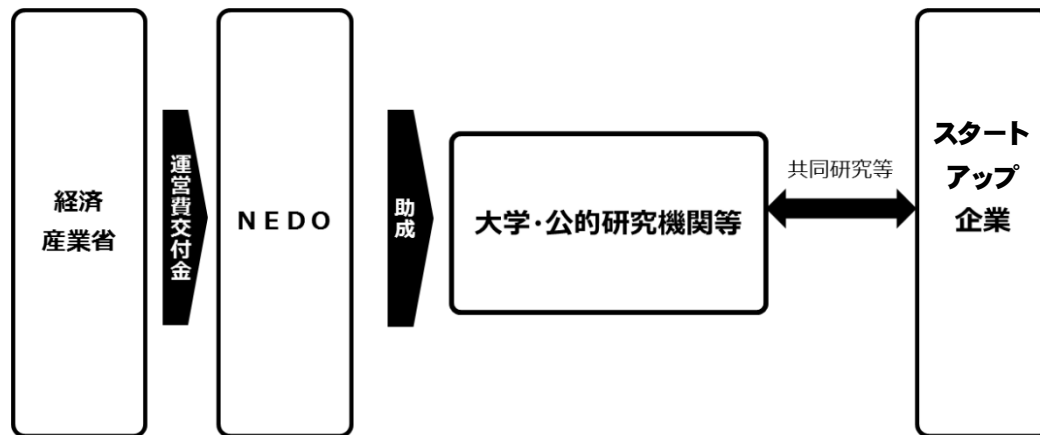 経済
産業省
運営費交付金
ＮＥＤＯ
助成
大学・公的研究機関等
共同研究等
スタート
アップ
企業